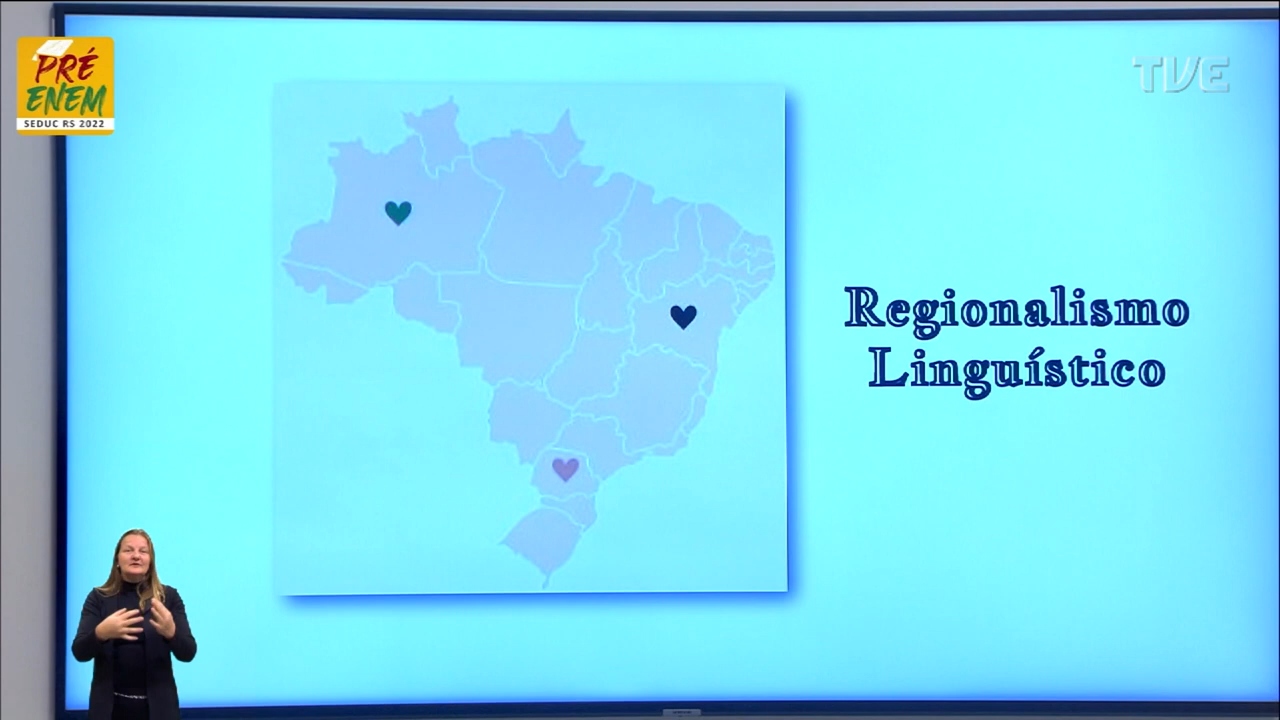 PRÉ
ENEM
SEDUC RS 2022
TVE
Regionalismo
Linguístico